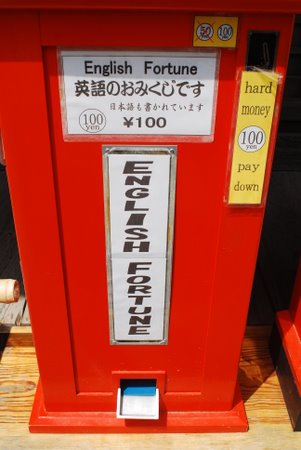 50
100
English Fortune
英語のおみくじです
日本語も書かれています
100
yen
¥100
hard
money
100
yen
pay
down
ENGLISH FORTUNE